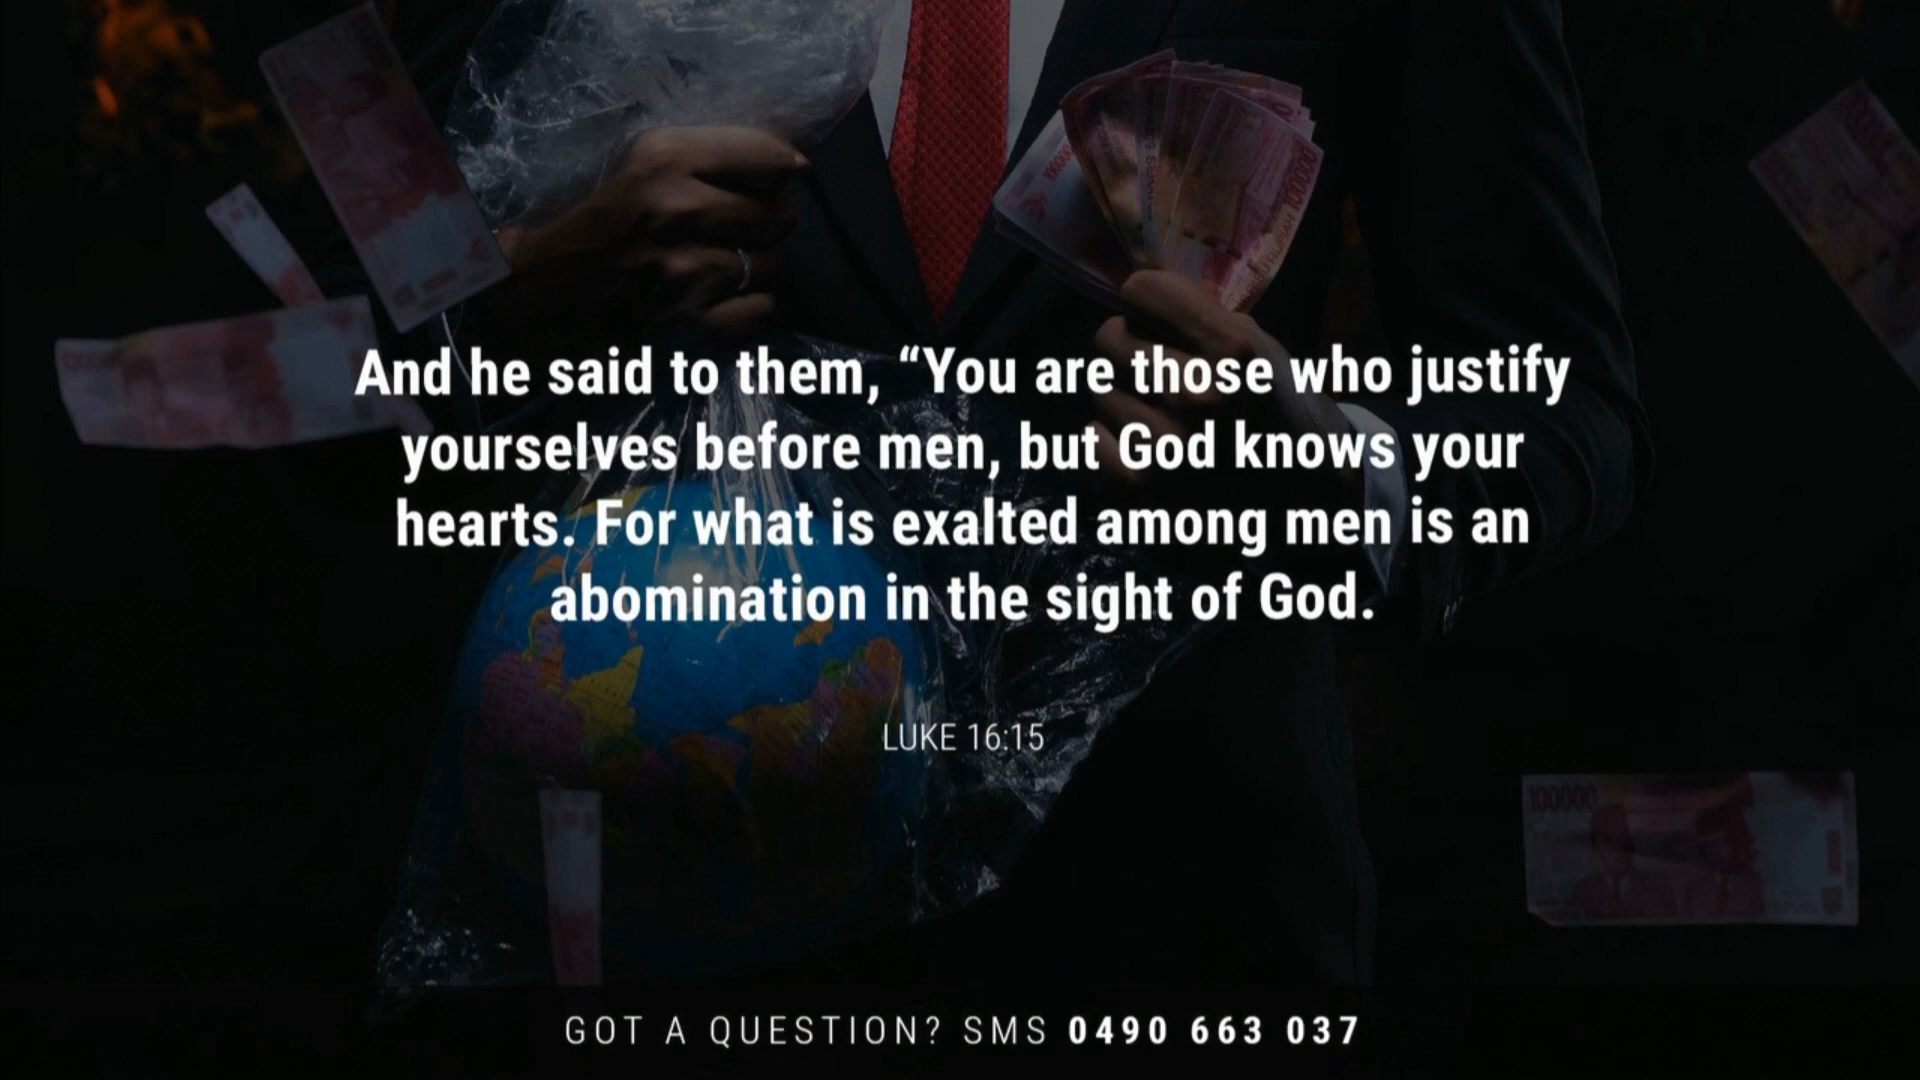 And he said to them, “You are those who justify
yourselves before men, but God knows your
hearts. For what is exalted among men is an
abomination in the sight of God.
LUKE 16:15
GOT A QUESTION? SMS 0490 663 037
100000
100000